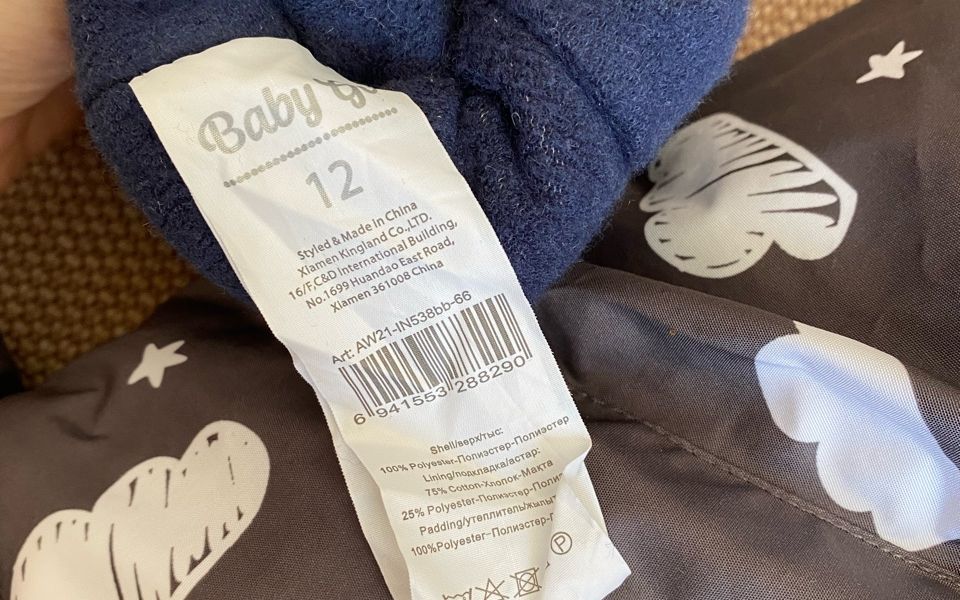 Baby
12
Styled & Made in China
Xiamen Kingland Co.,LTD.
16/F,C&D International Building,
No.1699 Huandao East Road,
Xiamen 361008 China
Art: AW21-IN538bb-66
6 941553 288290
Shell/верх/тыс:
100% Polyester-Полиэстер-Полиэстер
Lining/подкладка/астар:
75% Cotton-Хлопок-Мақта
25% Polyester-Полиэстер-
Padding/утеплитель/
100%Polyester-Полиэстер-
P